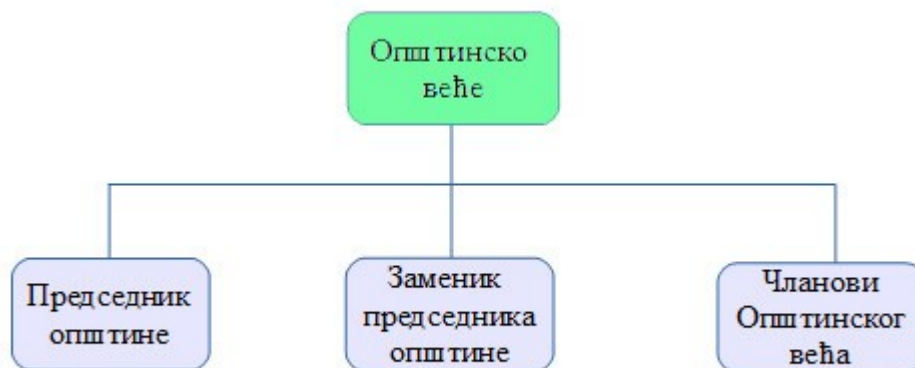 Општинско
веће
Председник
општине
Заменик
председника
општине
Чланови
Општинског
већа